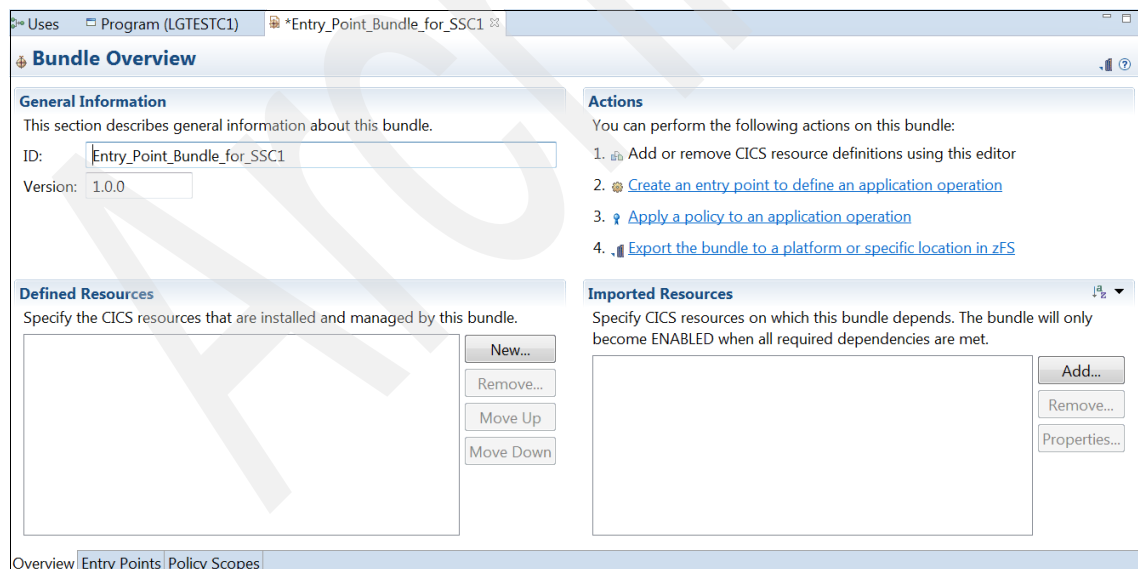 Uses
Program (LGTESTC1)
*Entry_Point_Bundle_for_SSC1
Bundle Overview
General Information
This section describes general information about this bundle.
ID: Entry_Point_Bundle_for_SSC1
Version: 1.0.0
Actions
You can perform the following actions on this bundle:
1. Add or remove CICS resource definitions using this editor
2. Create an entry point to define an application operation
3. Apply a policy to an application operation
4. Export the bundle to a platform or specific location in zFS
Defined Resources
Specify the CICS resources that are installed and managed by this bundle.
New...
Remove...
Move Up
Move Down
Imported Resources
Specify CICS resources on which this bundle depends. The bundle will only
become ENABLED when all required dependencies are met.
Add...
Remove...
Properties...
Overview Entry Points Policy Scopes